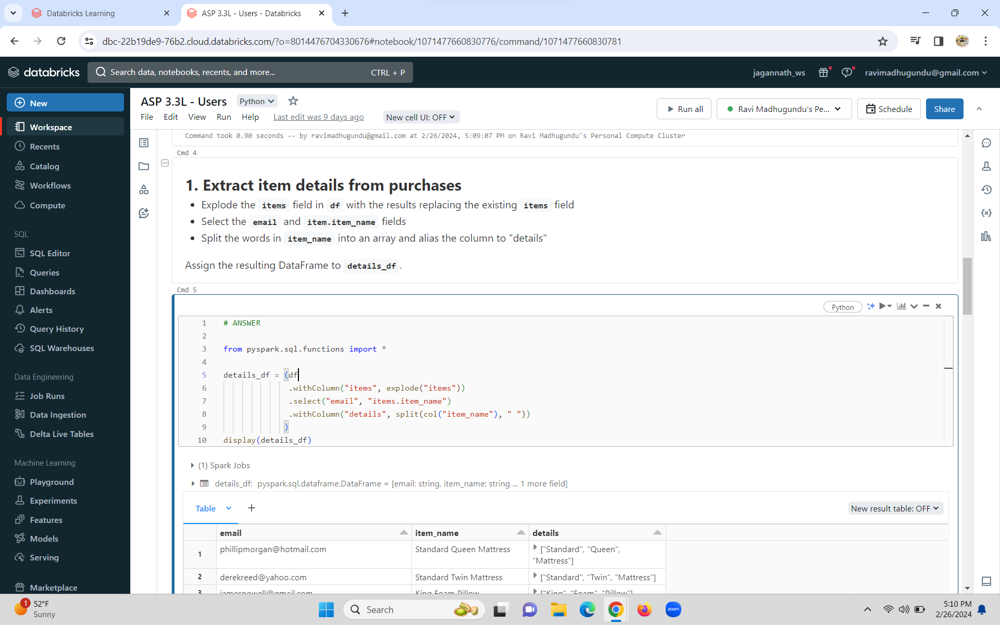 Databricks Learning
ASP 3.3L - Users - Databricks
dbc-22b19de9-76b2.cloud.databricks.com/?o=8014476704330676#notebook/1071477660830776/command/1071477660830781
databricks
Search data, notebooks, recents, and more...
CTRL + P
jagannath_ws
ravimadhugundu@gmail.com
New
Workspace
Recents
Catalog
Workflows
Compute
SQL
SQL Editor
Queries
Dashboards
Alerts
Query History
SQL Warehouses
Data Engineering
Job Runs
Data Ingestion
Delta Live Tables
Machine Learning
Playground
Experiments
Features
Models
Serving
Marketplace
ASP 3.3L - Users
Python
File Edit View Run Help Last edit was 9 days ago
New cell UI: OFF
Run all
Ravi Madhugundu's Pe...
Schedule
Share
Command took 0.90 seconds -- by ravimadhugundu@gmail.com at 2/26/2024, 5:09:07 PM on Ravi Madhugundu's Personal Compute Cluster
Cmd 4
1. Extract item details from purchases
Explode the items field in df with the results replacing the existing items field
Select the email and item.item_name fields
Split the words in item_name into an array and alias the column to "details"
Assign the resulting DataFrame to details_df.
Cmd 5
Python
1 # ANSWER
2
3 from pyspark.sql.functions import *
4
5 details_df = (df
6 .withColumn("items", explode("items"))
7 .select("email", "items.item_name")
8 .withColumn("details", split(col("item_name"), " "))
9 )
10 display(details_df)
(1) Spark Jobs
details_df: pyspark.sql.dataframe.DataFrame = [email: string, item_name: string ... 1 more field]
Table
New result table: OFF
email item_name details
1 phillipmorgan@hotmail.com Standard Queen Mattress ["Standard", "Queen",
"Mattress"]
2 derekreed@yahoo.com Standard Twin Mattress ["Standard", "Twin", "Mattress"]
3 jamespowell@gmail.com King Foam Pillow ["King", "Foam", "Pillow"]
1
52°F
Sunny
Search
zoom
5:10 PM
2/26/2024